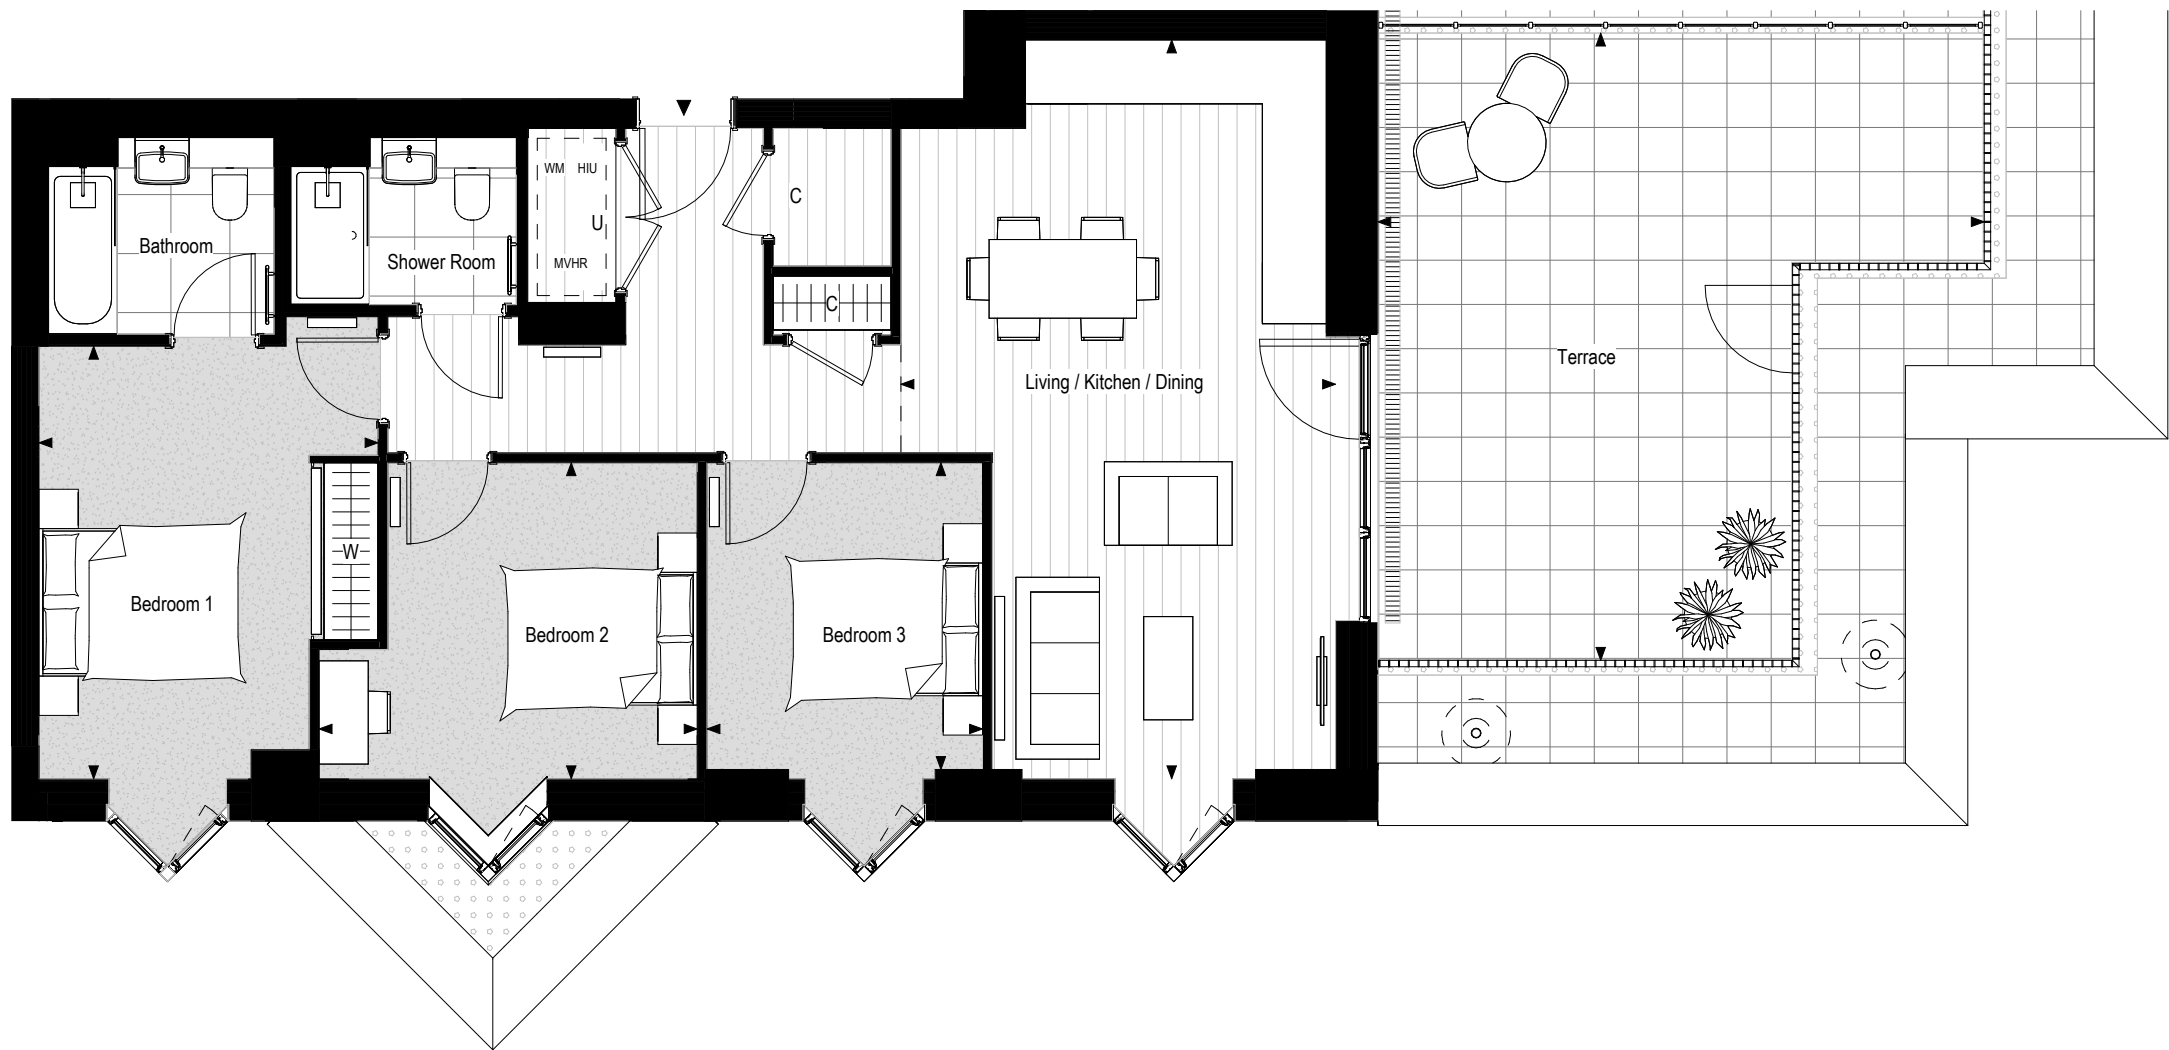 WM HIU
U
MVHR
C
C
Bathroom
Shower Room
Living / Kitchen / Dining
Terrace
W
Bedroom 1
Bedroom 2
Bedroom 3